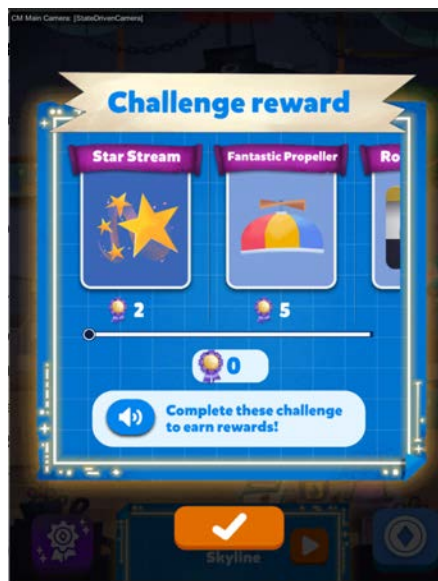 CM Main Camera: [StateDrivenCamera]
Challenge reward
Star Stream
Fantastic Propeller
Ro
2
5
0
Complete these challenge
to earn rewards!
Skyline